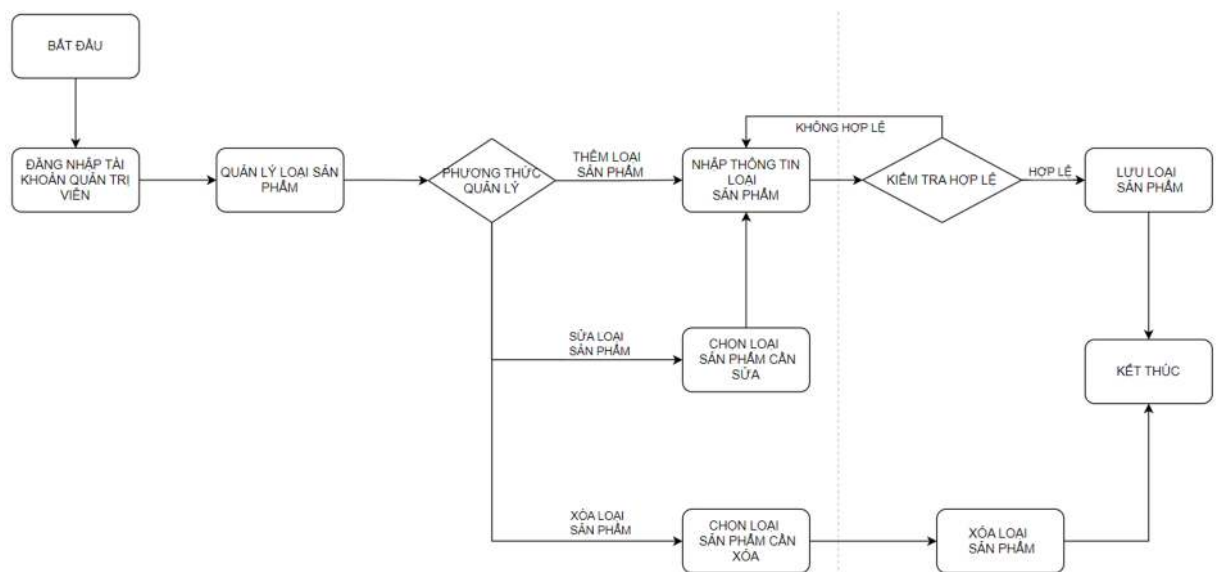 BẮT ĐẦU
ĐĂNG NHẬP TÀI
KHOẢN QUẢN TRỊ
VIÊN
QUẢN LÝ LOẠI SẢN
PHẨM
PHƯƠNG THỨC
QUẢN LÝ
THÊM LOẠI
SẢN PHẨM
NHẬP THÔNG TIN
LOẠI
SẢN PHẨM
KHÔNG HỢP LỆ
KIỂM TRA HỢP LỆ
HỢP LỆ
LƯU LOẠI
SẢN PHẨM
SỬA LOẠI
SẢN PHẨM
CHỌN LOẠI
SẢN PHẨM CẦN
SỬA
KẾT THÚC
XÓA LOẠI
SẢN PHẨM
CHỌN LOẠI
SẢN PHẨM CẦN
XÓA
XÓA LOẠI
SẢN PHẨM